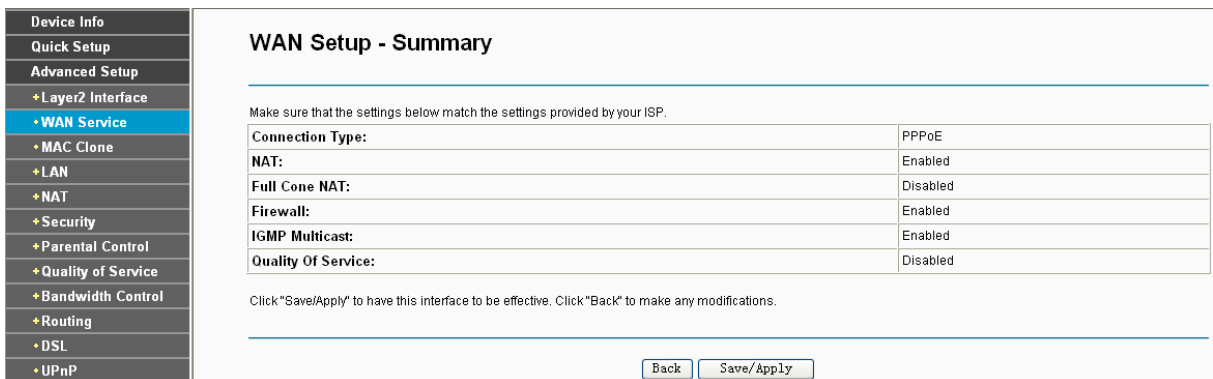 Device Info
Quick Setup
Advanced Setup
+Layer2 Interface
•WAN Service
•MAC Clone
+LAN
+NAT
+Security
+Parental Control
+Quality of Service
+Bandwidth Control
+Routing
•DSL
•UPnP
WAN Setup - Summary
Make sure that the settings below match the settings provided by your ISP.
Connection Type: PPPoE
NAT: Enabled
Full Cone NAT: Disabled
Firewall: Enabled
IGMP Multicast: Enabled
Quality Of Service: Disabled
Click "Save/Apply" to have this interface to be effective. Click "Back" to make any modifications.
Back Save/Apply